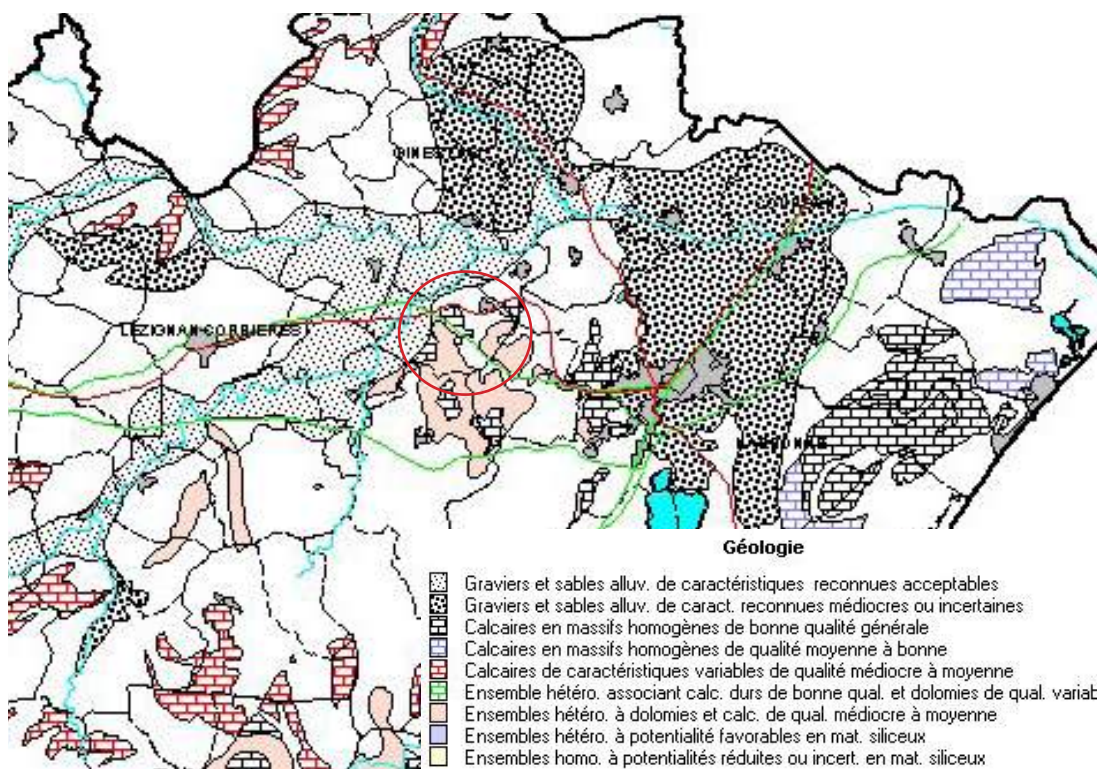 LEZIGNAN-CORBIERES
Géologie
Graviers et sables alluv. de caractéristiques reconnues acceptables
Graviers et sables alluv. de caract. reconnues médiocres ou incertaines
Calcaires en massifs homogènes de bonne qualité générale
Calcaires en massifs homogènes de qualité moyenne à bonne
Calcaires de caractéristiques variables de qualité médiocre à moyenne
Ensemble hétéro. associant calc. durs de bonne qual. et dolomies de qual. variab
Ensembles hétéro. à dolomies et calc. de qual. médiocre à moyenne
Ensembles hétéro. à potentialité favorables en mat. siliceux
Ensembles homo. à potentialités réduites ou incert. en mat. siliceux